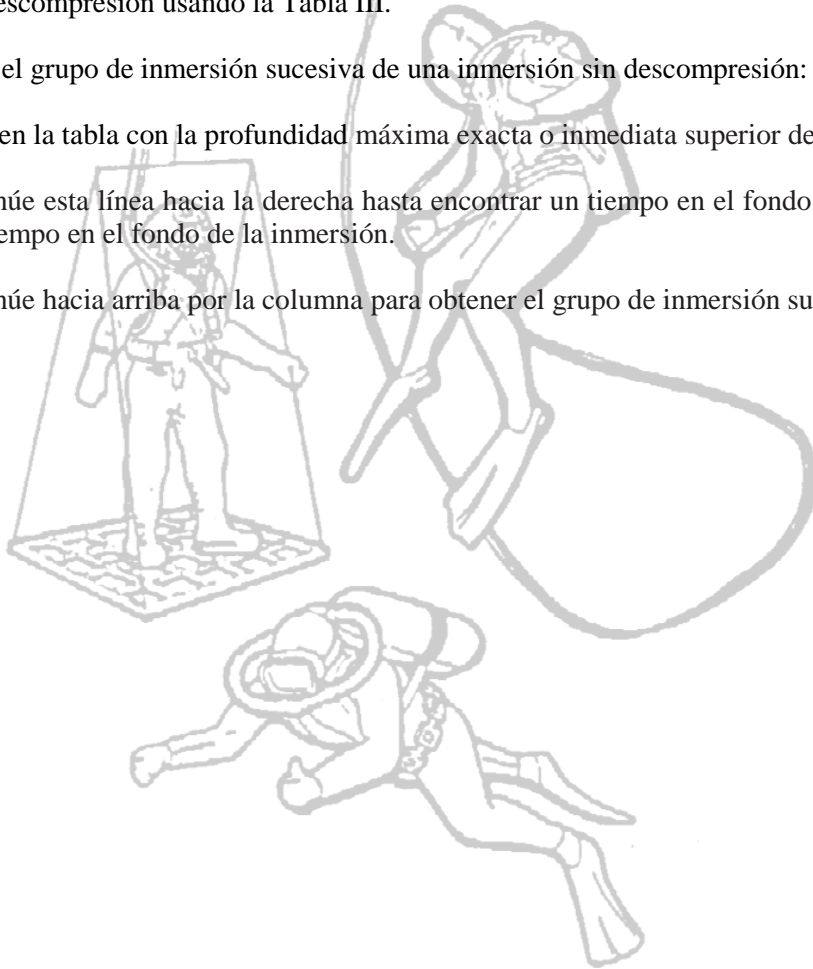 descompresión usando la Tabla III.
el grupo de inmersión sucesiva de una inmersión sin descompresión:
en la tabla con la profundidad máxima exacta o inmediata superior de
núe esta línea hacia la derecha hasta encontrar un tiempo en el fondo
iempo en el fondo de la inmersión.
núe hacia arriba por la columna para obtener el grupo de inmersión su